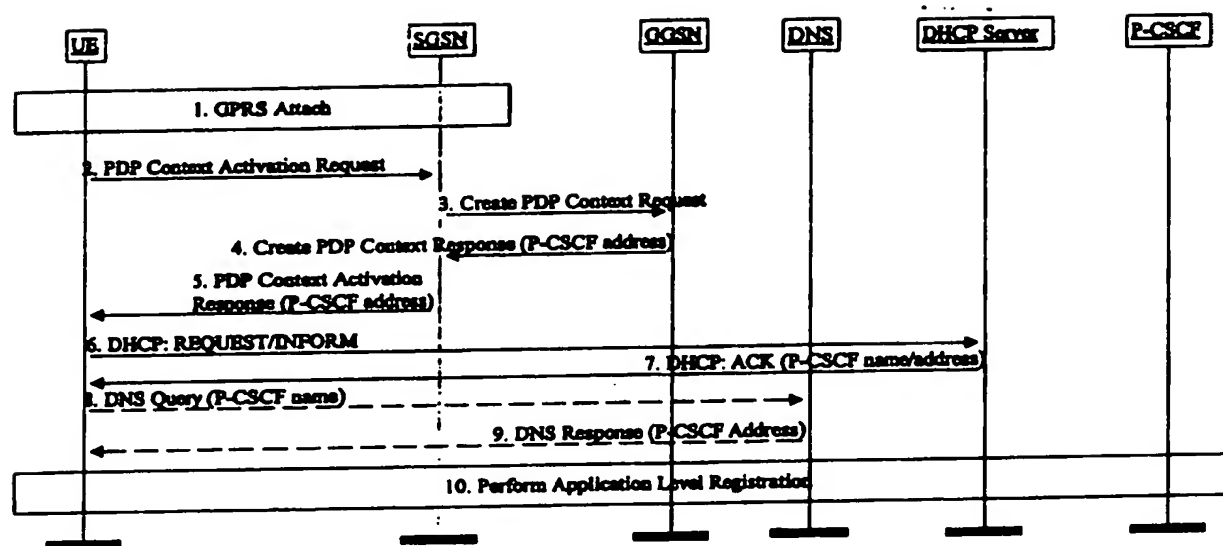 UE
SGSN
GGSN
DNS
DHCP Server
P-CSCF
1. GPRS Attach
2. PDP Context Activation Request
3. Create PDP Context Request
4. Create PDP Context Response (P-CSCF address)
5. PDP Context Activation
Response (P-CSCF address)
6. DHCP: REQUEST/INFORM
7. DHCP: ACK (P-CSCF name/address)
8. DNS Query (P-CSCF name)
9. DNS Response (P-CSCF Address)
10. Perform Application Level Registration